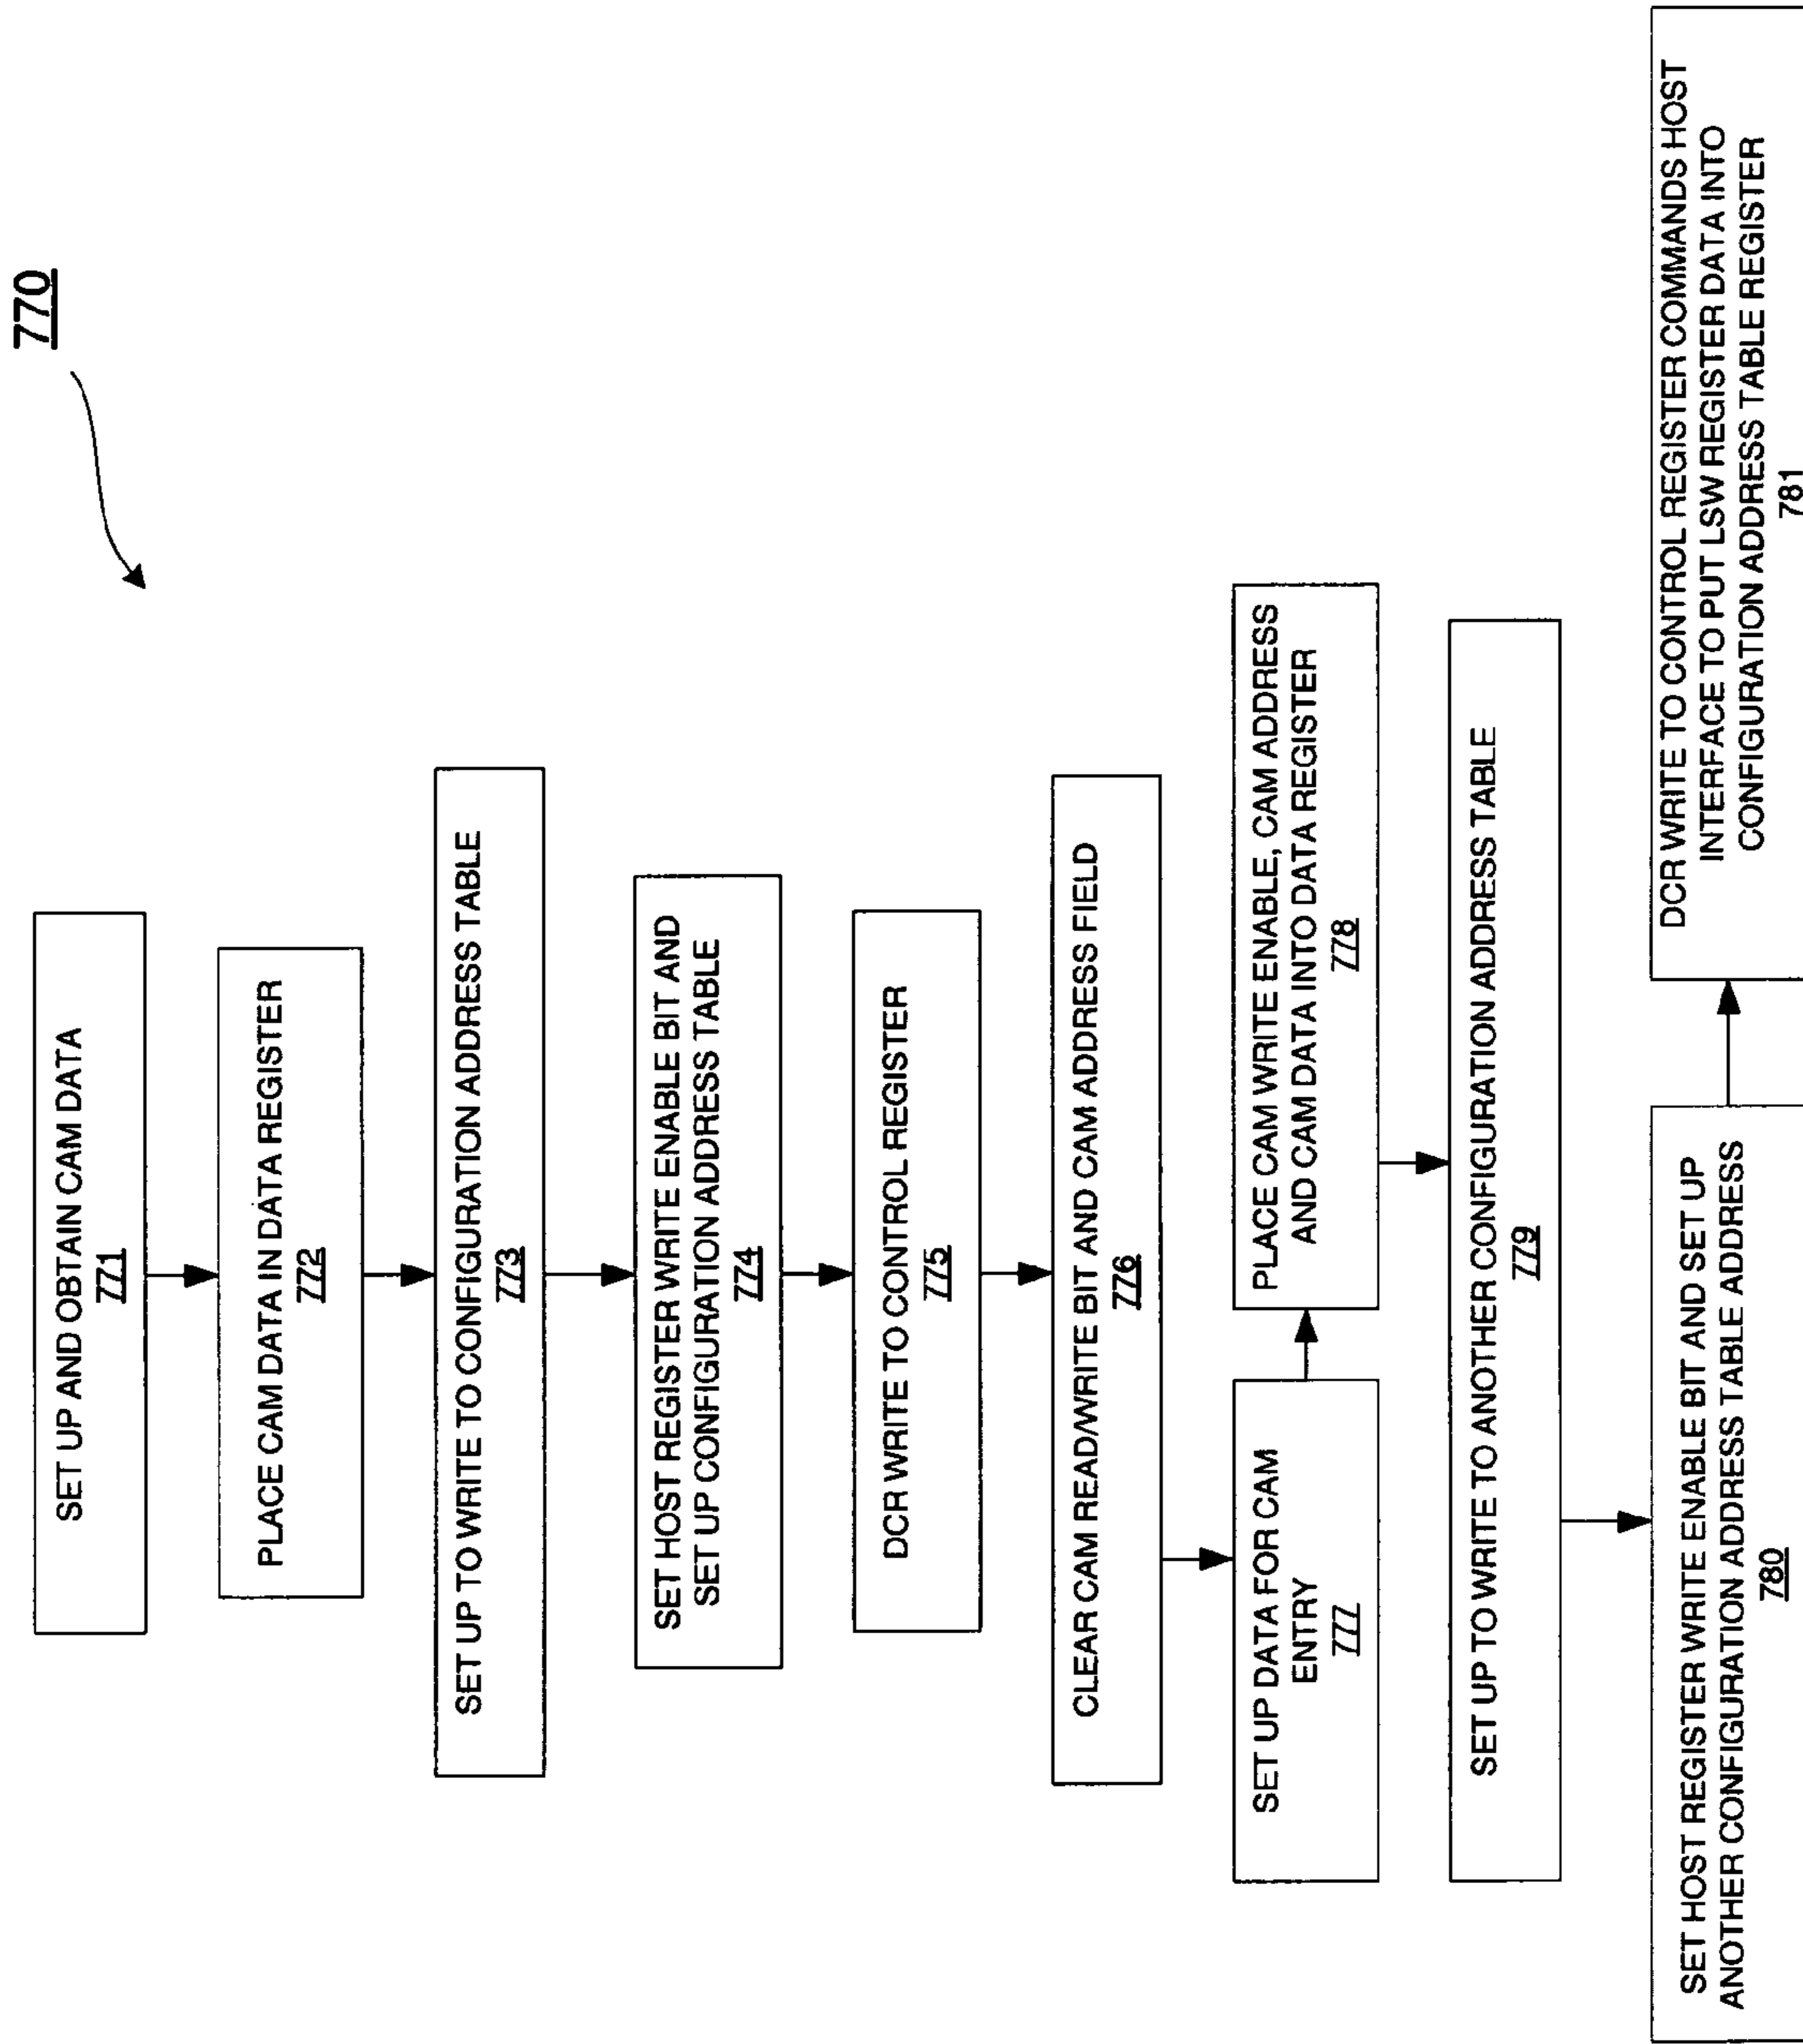 770
SET UP AND OBTAIN CAM DATA
771
PLACE CAM DATA IN DATA REGISTER
772
SET UP TO WRITE TO CONFIGURATION ADDRESS TABLE
773
SET HOST REGISTER WRITE ENABLE BIT AND
SET UP CONFIGURATION ADDRESS TABLE
774
DCR WRITE TO CONTROL REGISTER
775
CLEAR CAM READ/WRITE BIT AND CAM ADDRESS FIELD
776
SET UP DATA FOR CAM
ENTRY
777
PLACE CAM WRITE ENABLE, CAM ADDRESS
AND CAM DATA INTO DATA REGISTER
778
SET UP TO WRITE TO ANOTHER CONFIGURATION ADDRESS TABLE
779
SET HOST REGISTER WRITE ENABLE BIT AND SET UP
ANOTHER CONFIGURATION ADDRESS TABLE ADDRESS
780
DCR WRITE TO CONTROL REGISTER COMMANDS HOST
INTERFACE TO PUT LSW REGISTER DATA INTO
CONFIGURATION ADDRESS TABLE REGISTER
781